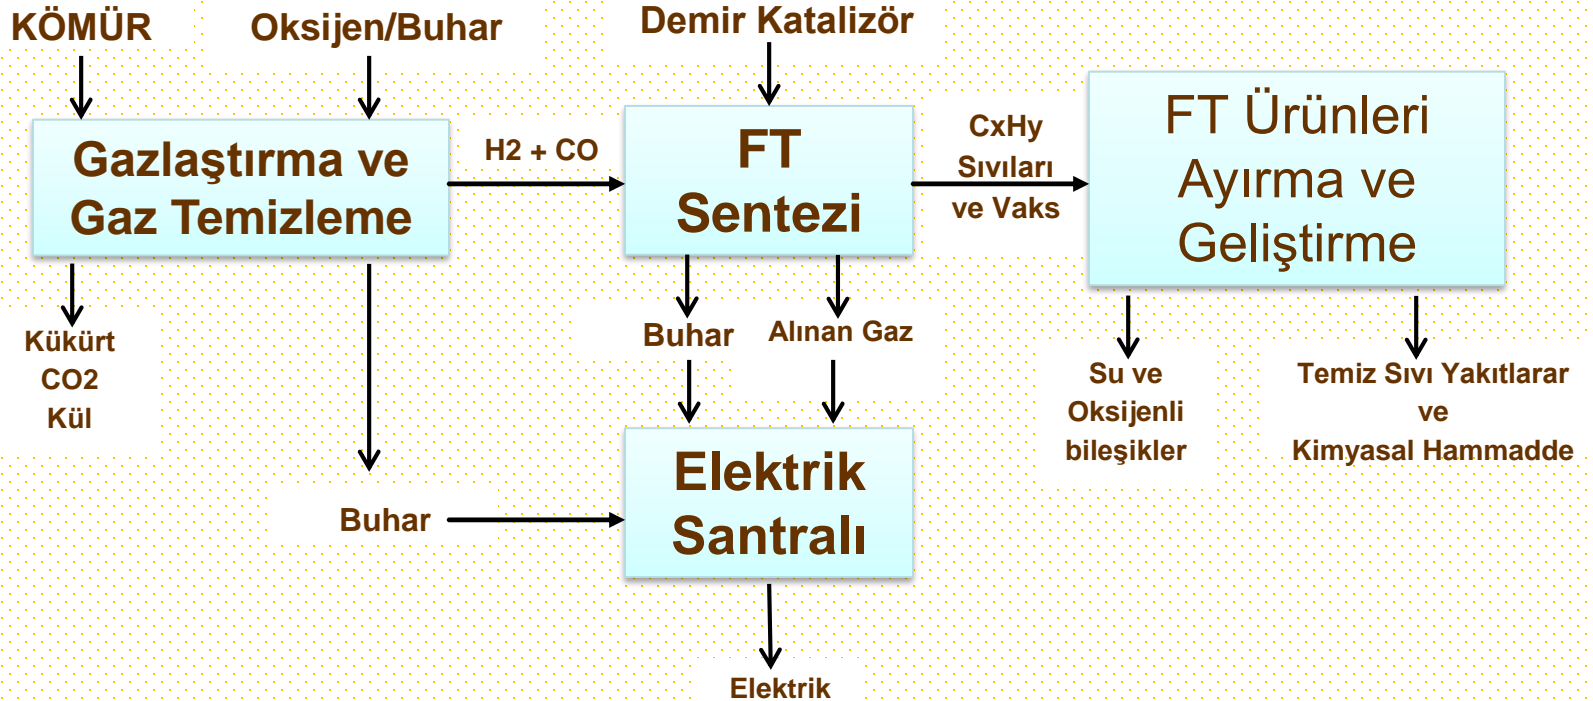 KÖMÜR
Oksijen/Buhar
Demir Katalizör
Gazlaştırma ve
Gaz Temizleme
H2 + CO
FT
Sentezi
CxHy
Sıvıları
ve Vaks
FT Ürünleri
Ayırma ve
Geliştirme
Kükürt
CO2
Kül
Buhar
Alınan Gaz
Su ve
Oksijenli
bileşikler
Temiz Sıvı Yakıtlarar
ve
Kimyasal Hammadde
Buhar
Elektrik
Santralı
Elektrik